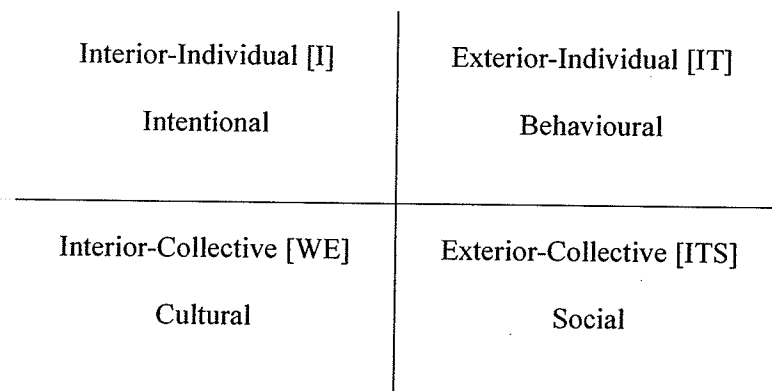 Interior-Individual [I]
Intentional
Exterior-Individual [IT]
Behavioural
Interior-Collective [WE]
Cultural
Exterior-Collective [ITS]
Social